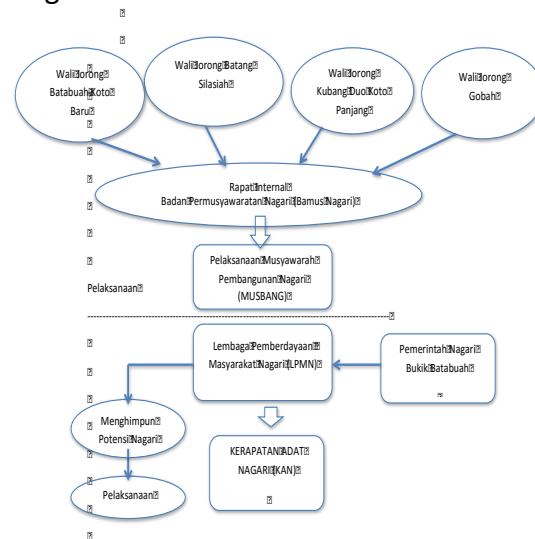 Wali Jorong
Batabuah Koto
Baru
Wali Jorong Batang
Silasiah
Wali Jorong
Kubang Duo Koto
Panjang
Wali Jorong
Gobah
Rapat Internal
Badan Permusyawaratan Nagari (Bamus Nagari)
Pelaksanaan Musyawarah
Pembangunan Nagari
(MUSBANG)
Pelaksanaan
Lembaga Pemberdayaan
Masyarakat Nagari (LPMN)
Pemerintah Nagari
Bukik Batabuah
Menghimpun
Potensi Nagari
KERAPATAN ADAT
NAGARI (KAN)
Pelaksanaan